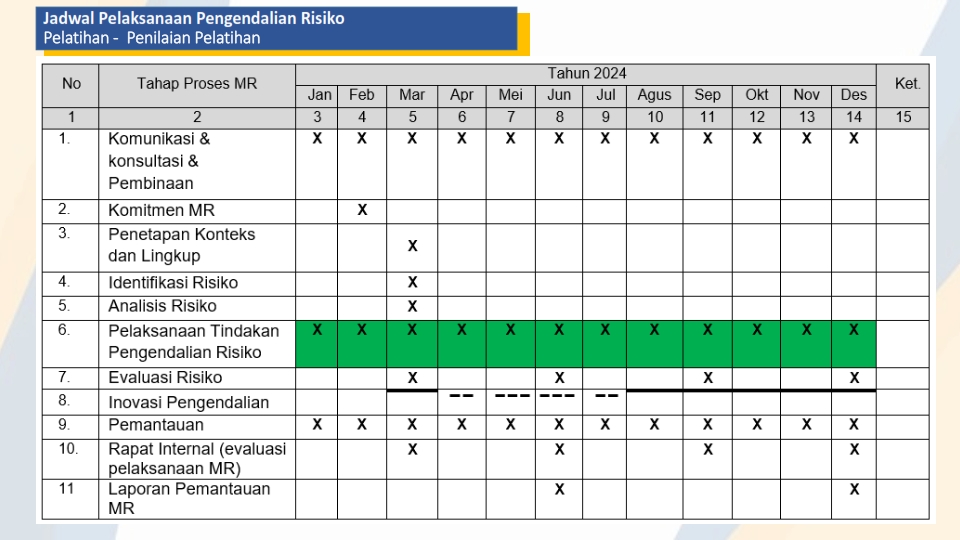 Jadwal Pelaksanaan Pengendalian Risiko
Pelatihan - Penilaian Pelatihan
No Tahap Proses MR Tahun 2024 Ket.
Jan Feb Mar Apr Mei Jun Jul Agus Sep Okt Nov Des
1 2 3 4 5 6 7 8 9 10 11 12 13 14 15
1. Komunikasi & X X X X X X X X X X X X
konsultasi &
Pembinaan
2. Komitmen MR X
3. Penetapan Konteks
dan Lingkup X
4. Identifikasi Risiko X
5. Analisis Risiko X
6. Pelaksanaan Tindakan X X X X X X X X X X X X
Pengendalian Risiko
7. Evaluasi Risiko X X X X
8. Inovasi Pengendalian
9. Pemantauan X X X X X X X X X X X X
10. Rapat Internal (evaluasi X X X X
pelaksanaan MR)
11 Laporan Pemantauan X X
MR